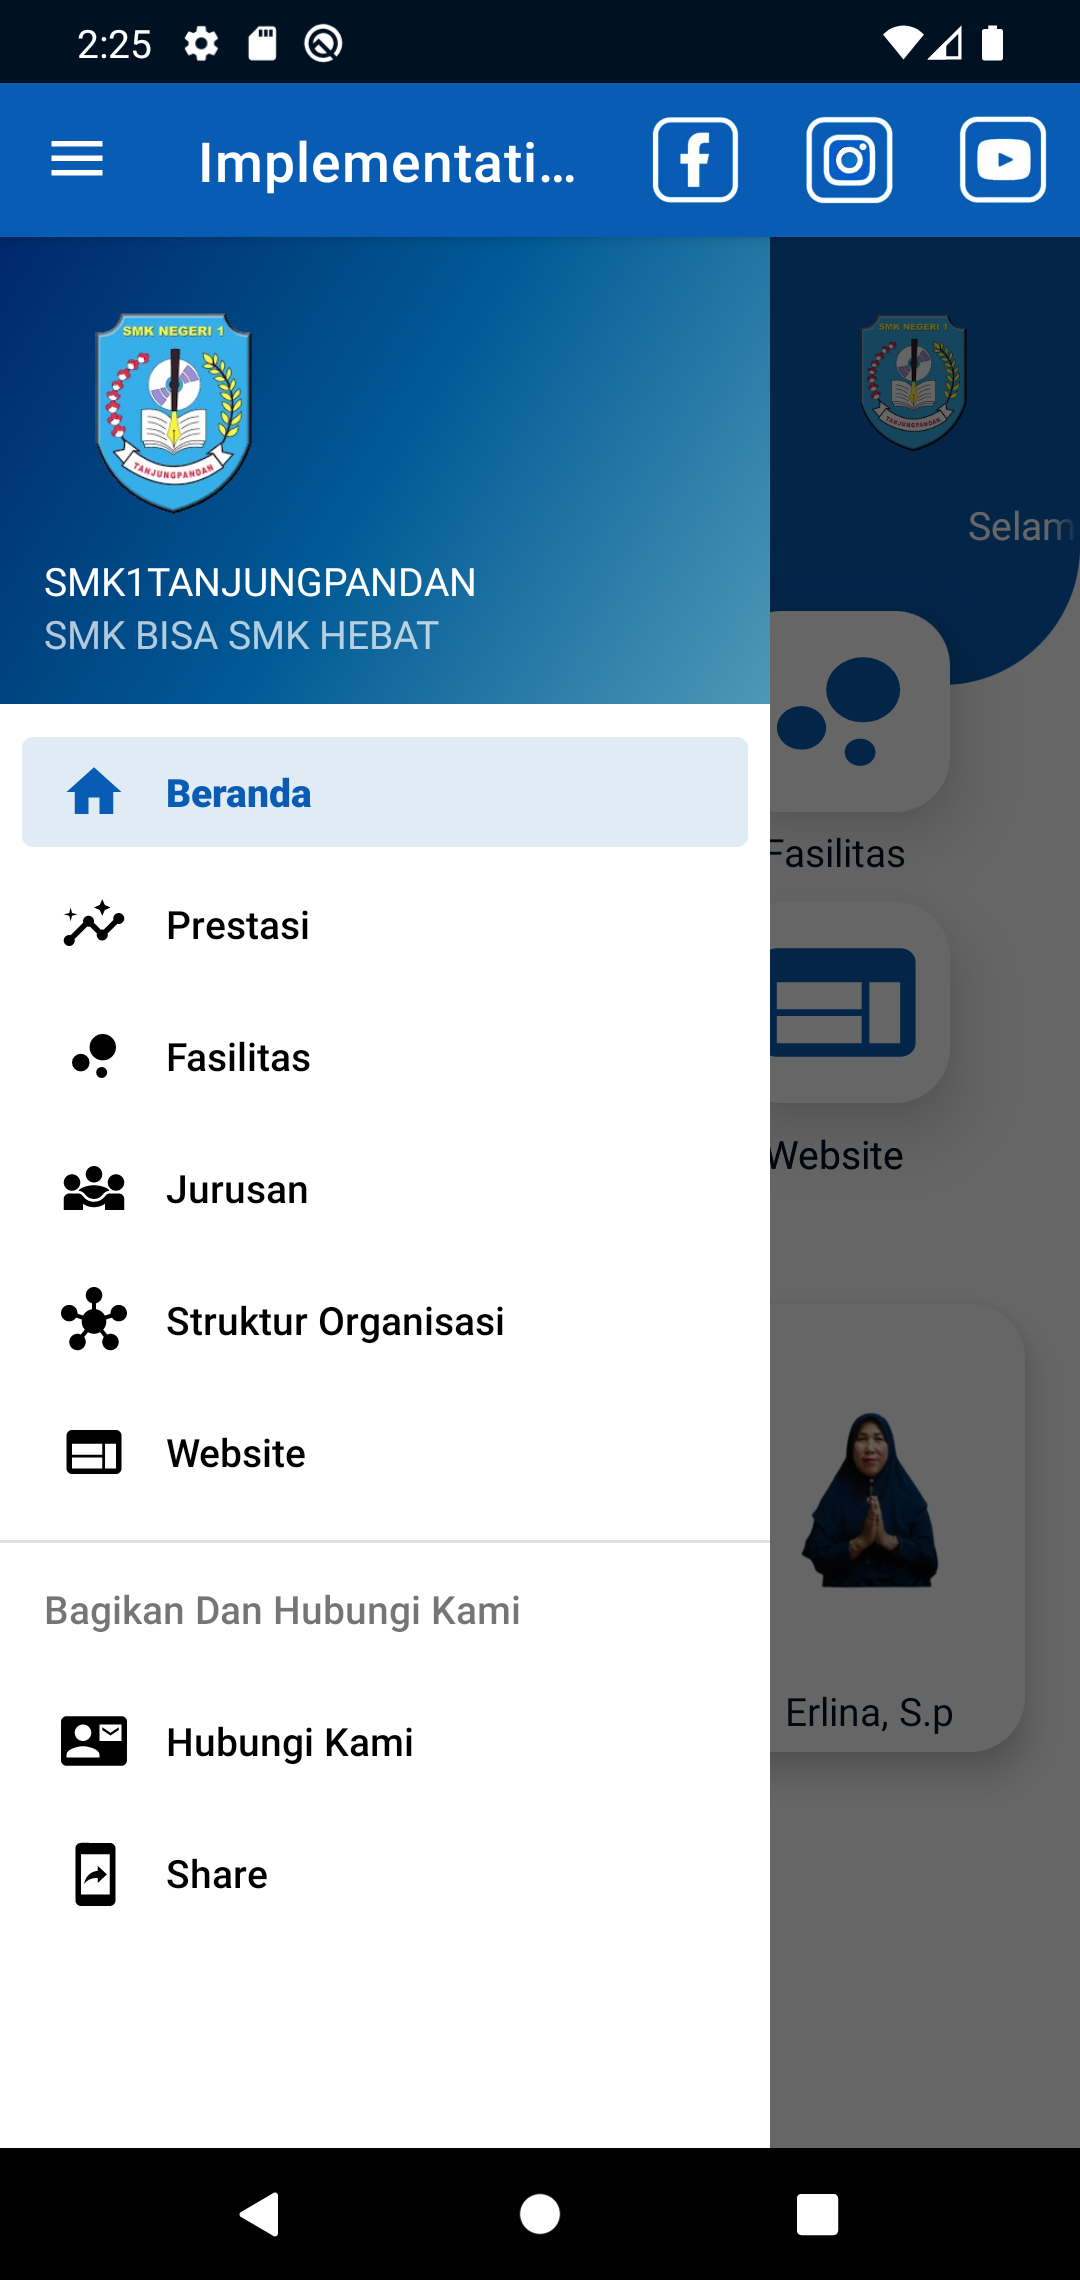 2:25
Implementati...
SMK NEGERI 1
TANJUNGPANDAN
SMK NEGERI 1
TANJUNGPANDAN
Selam
SMK1TANJUNGPANDAN
SMK BISA SMK HEBAT
Beranda
Fasilitas
Prestasi
Fasilitas
Jurusan
Website
Struktur Organisasi
Website
Bagikan Dan Hubungi Kami
Erlina, S.p
Hubungi Kami
Share